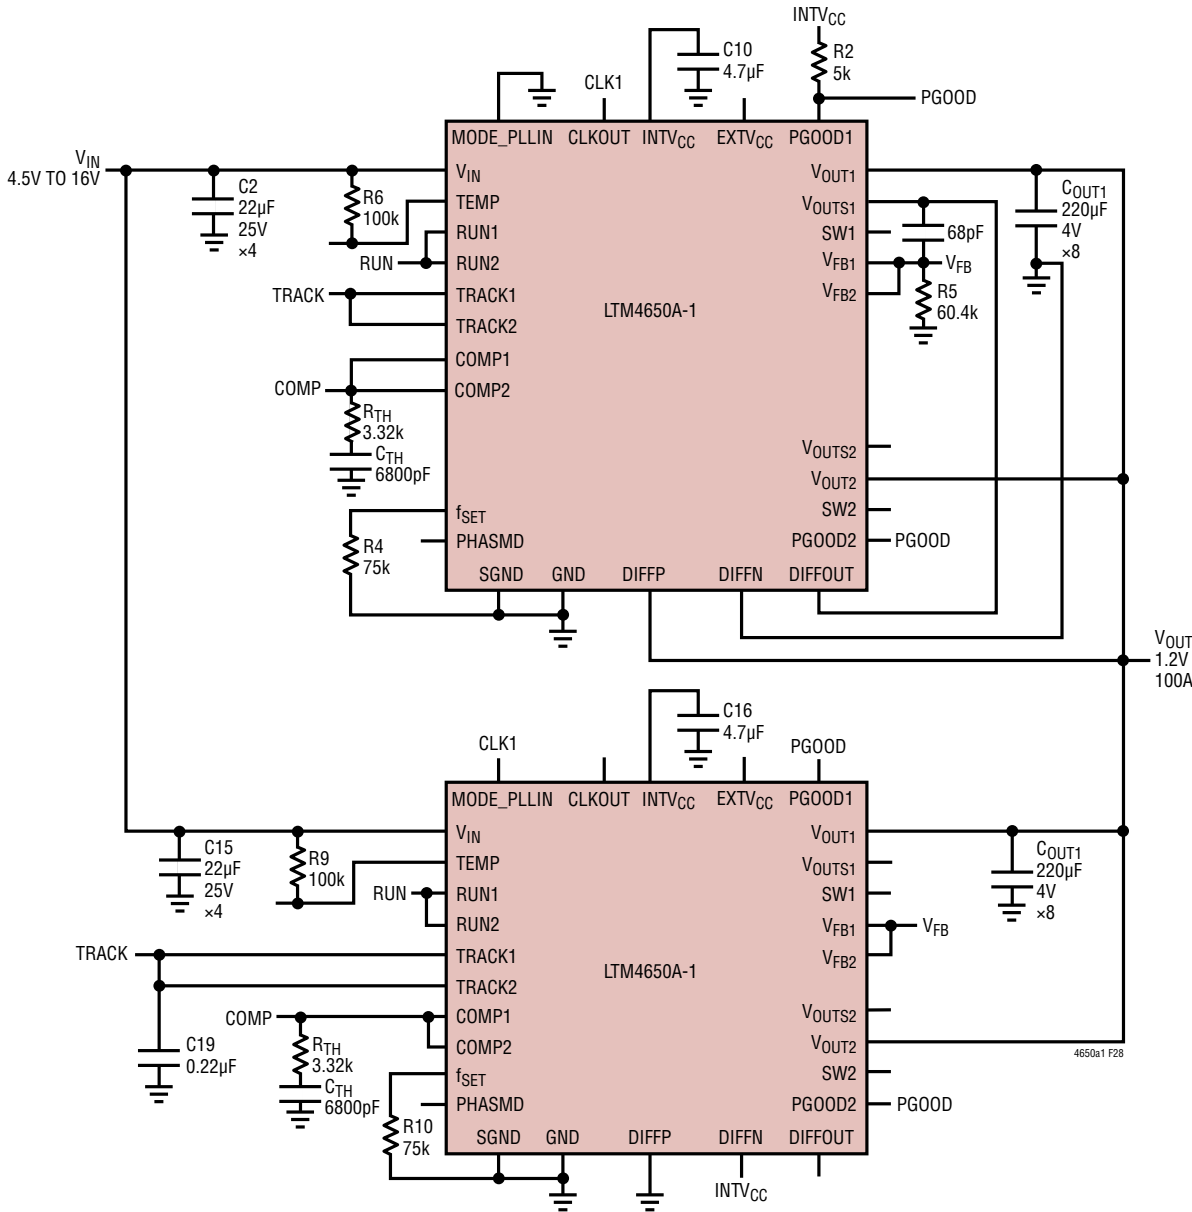 INTVCC
R2
5k
PGOOD
C10
4.7µF
CLK1
MODE_PLLIN CLKOUT INTVCC EXTVCC PGOOD1
VIN
4.5V TO 16V
C2
22µF
25V
×4
R6
100k
VIN
TEMP
RUN1
RUN
RUN2
TRACK
TRACK1
TRACK2
COMP1
COMP
COMP2
RTH
3.32k
CTH
6800pF
fSET
PHASMD
R4
75k
LTM4650A-1
VOUT1
VOUTS1
SW1
VFB1
VFB2
68pF
VFB
R5
60.4k
COUT1
220µF
4V
×8
VOUTS2
VOUT2
SW2
PGOOD2
PGOOD
SGND GND DIFFP DIFFN DIFFOUT
VOUT
1.2V
100A
C16
4.7µF
CLK1
PGOOD
MODE_PLLIN CLKOUT INTVCC EXTVCC PGOOD1
C15
22µF
25V
×4
R9
100k
VIN
TEMP
RUN
RUN1
RUN2
TRACK
TRACK1
TRACK2
COMP
COMP1
COMP2
C19
0.22µF
RTH
3.32k
CTH
6800pF
fSET
PHASMD
R10
75k
LTM4650A-1
VOUT1
VOUTS1
SW1
VFB1
VFB
VFB2
VOUTS2
VOUT2
SW2
PGOOD2
PGOOD
COUT1
220µF
4V
×8
4650a1 F28
SGND GND DIFFP DIFFN DIFFOUT
INTVCC